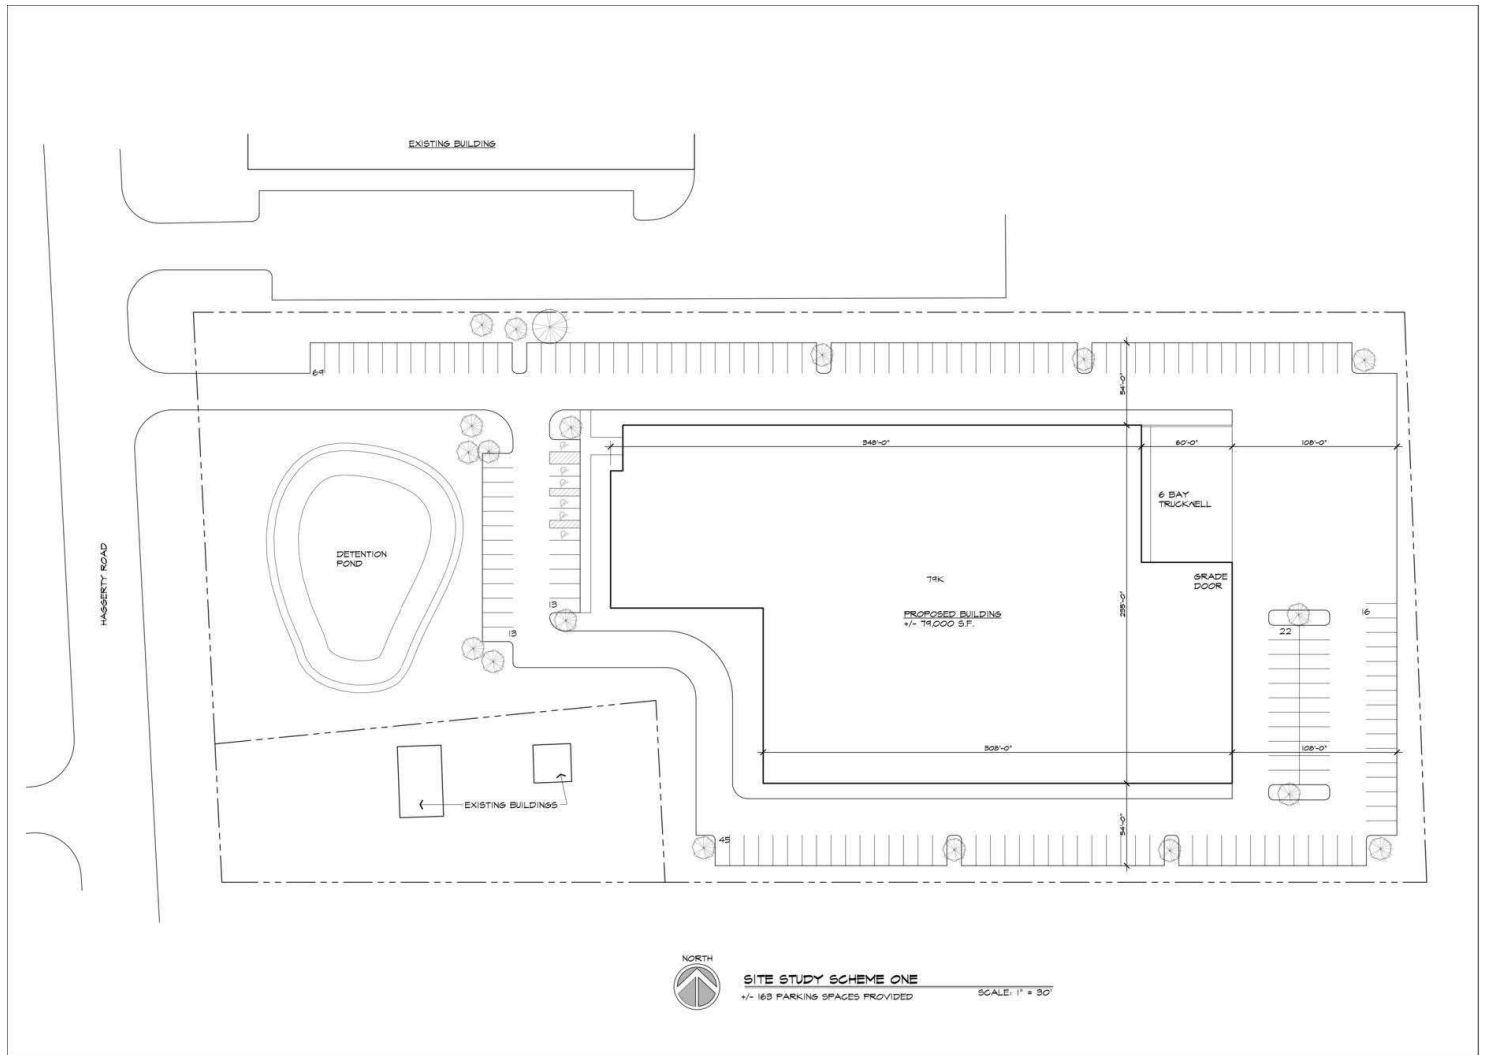 EXISTING BUILDING
69
54'-0"
348'-0"
60'-0"
108'-0"
6 BAY
TRUCKWELL
DETENTION
POND
HAGGERTY ROAD
79K
GRADE
DOOR
PROPOSED BUILDING
+/- 79,000 S.F.
235'-0"
13
13
16
22
308'-0"
108'-0"
EXISTING BUILDINGS
54'-0"
45
NORTH
SITE STUDY SCHEME ONE
+/- 163 PARKING SPACES PROVIDED
SCALE: 1" = 30'